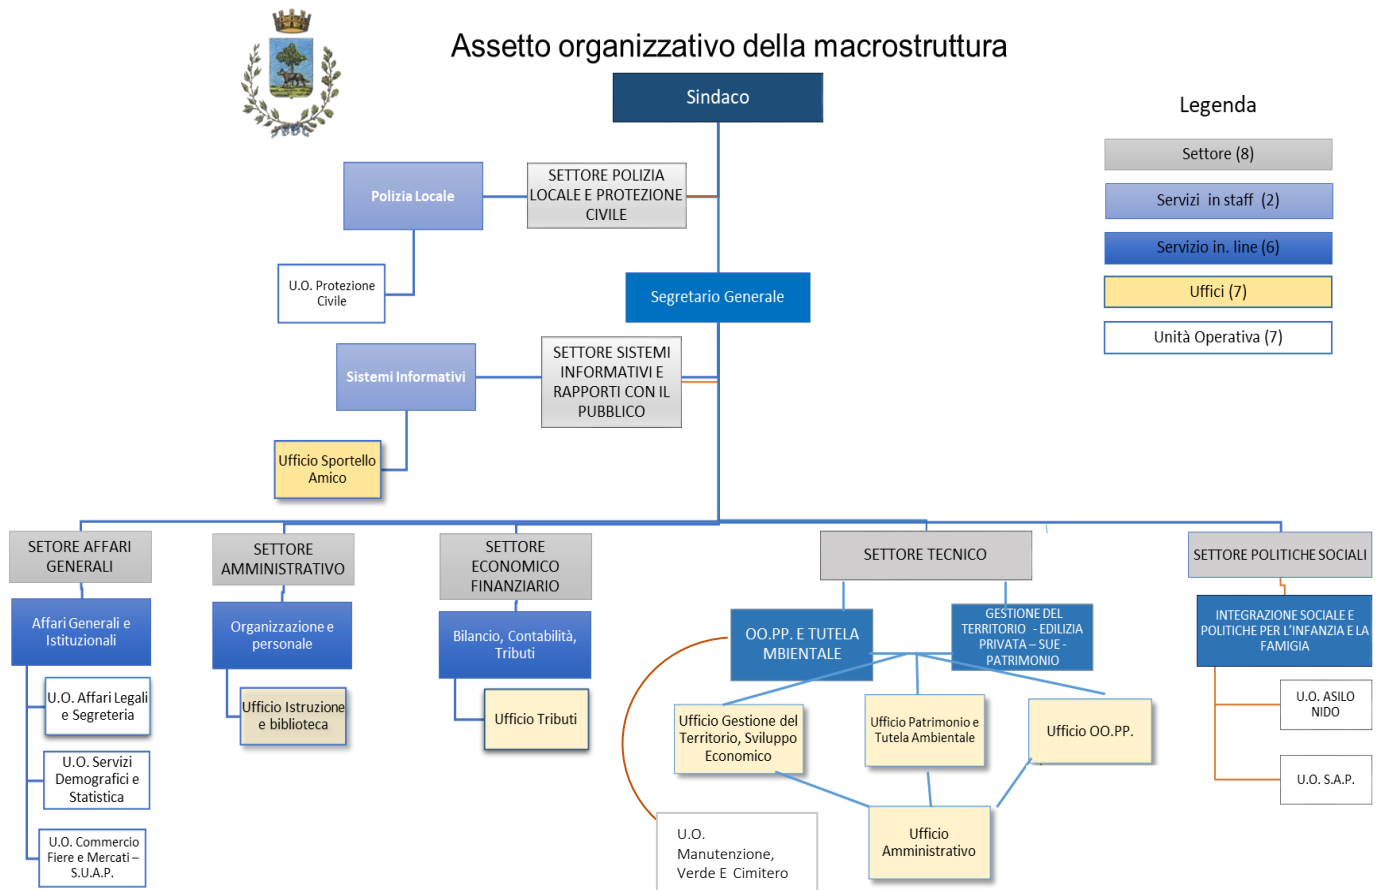 Assetto organizzativo della macrostruttura
Sindaco
Legenda
Settore (8)
Servizi in staff (2)
Servizio in. line (6)
Uffici (7)
Unità Operativa (7)
SETTORE POLIZIA
LOCALE E PROTEZIONE
CIVILE
Polizia Locale
U.O. Protezione
Civile
Segretario Generale
SETTORE SISTEMI
INFORMATIVI E
RAPPORTI CON IL
PUBBLICO
Sistemi Informativi
Ufficio Sportello
Amico
SETORE AFFARI
GENERALI
Affari Generali e
Istituzionali
U.O. Affari Legali
e Segreteria
U.O. Servizi
Demografici e
Statistica
U.O. Commercio
Fiere e Mercati –
S.U.A.P.
SETTORE
AMMINISTRATIVO
Organizzazione e
personale
Ufficio Istruzione
e biblioteca
SETTORE
ECONOMICO
FINANZIARIO
Bilancio, Contabilità,
Tributi
Ufficio Tributi
SETTORE TECNICO
OO.PP. E TUTELA
MBIENTALE
GESTIONE DEL
TERRITORIO - EDILIZIA
PRIVATA – SUE -
PATRIMONIO
Ufficio Gestione del
Territorio, Sviluppo
Economico
Ufficio Patrimonio e
Tutela Ambientale
Ufficio OO.PP.
Ufficio
Amministrativo
U.O.
Manutenzione,
Verde E Cimitero
SETTORE POLITICHE SOCIALI
INTEGRAZIONE SOCIALE E
POLITICHE PER L'INFANZIA E LA
FAMIGIA
U.O. ASILO
NIDO
U.O. S.A.P.